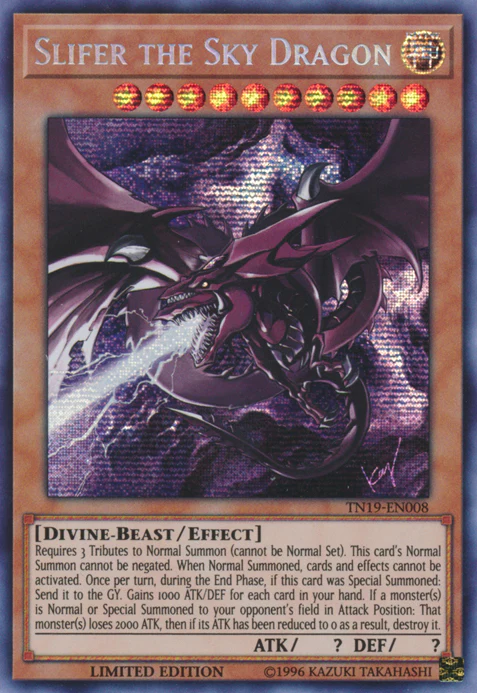 SLIFER THE SKY DRAGON
TN19-EN008
[DIVINE-BEAST/EFFECT]
Requires 3 Tributes to Normal Summon (cannot be Normal Set). This card's Normal
Summon cannot be negated. When Normal Summoned, cards and effects cannot be
activated. Once per turn, during the End Phase, if this card was Special Summoned:
Send it to the GY. Gains 1000 ATK/DEF for each card in your hand. If a monster(s)
is Normal or Special Summoned to your opponent's field in Attack Position: That
monster(s) loses 2000 ATK, then if its ATK has been reduced to 0 as a result, destroy it.
ATK/ ? DEF/ ?
LIMITED EDITION ©1996 KAZUKI TAKAHASHI